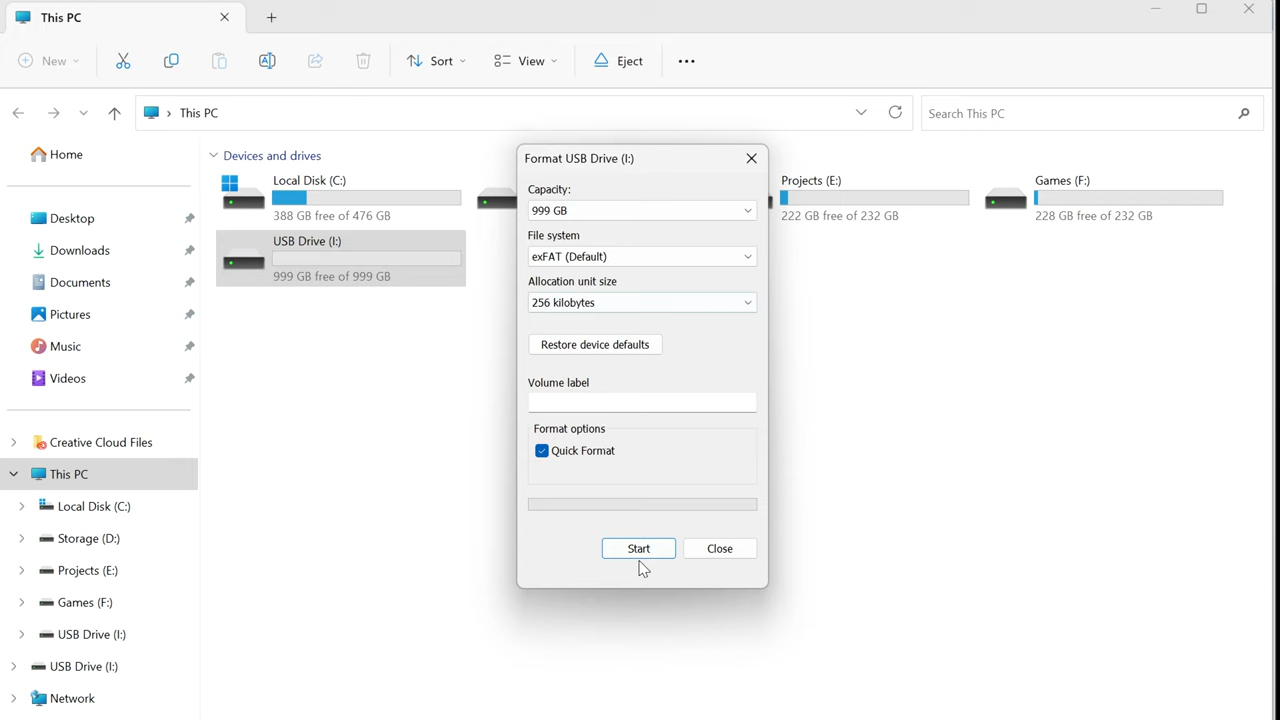 This PC
New
Sort
View
Eject
This PC
Search This PC
Home
Desktop
Downloads
Documents
Pictures
Music
Videos
Creative Cloud Files
This PC
Local Disk (C:)
Storage (D:)
Projects (E:)
Games (F:)
USB Drive (I:)
USB Drive (I:)
Network
Devices and drives
Local Disk (C:)
388 GB free of 476 GB
Projects (E:)
222 GB free of 232 GB
Games (F:)
228 GB free of 232 GB
USB Drive (I:)
999 GB free of 999 GB
Format USB Drive (I:)
Capacity:
999 GB
File system
exFAT (Default)
Allocation unit size
256 kilobytes
Restore device defaults
Volume label
Format options
Quick Format
Start
Close